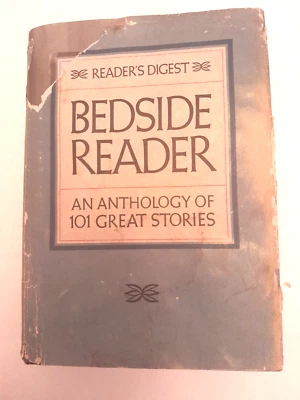 READER'S DIGEST
BEDSIDE
READER
AN ANTHOLOGY OF
101 GREAT STORIES